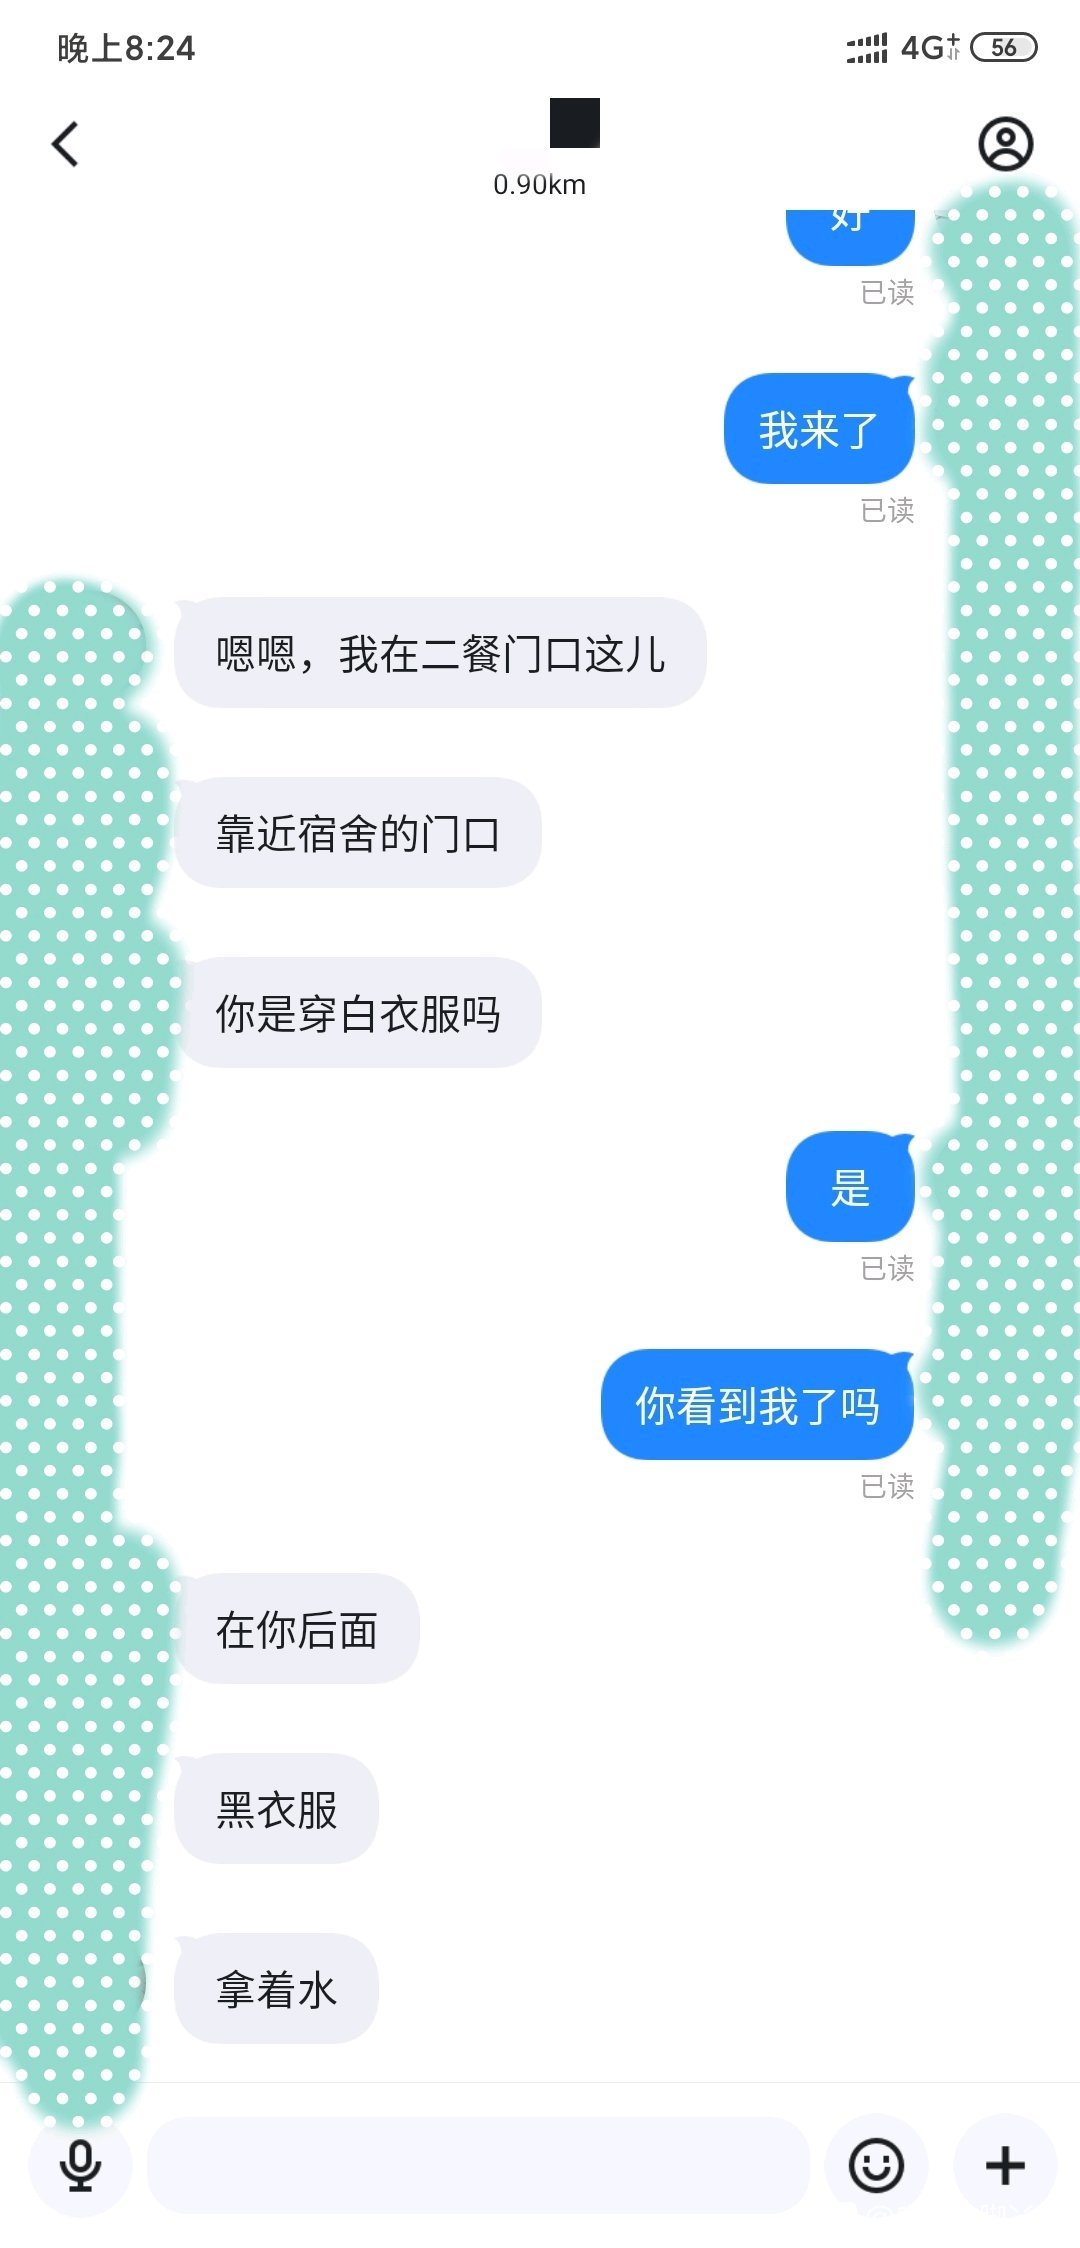 晚上8:24
4G+
56
0.90km
好
已读
我来了
已读
嗯嗯，我在二餐门口这儿
靠近宿舍的门口
你是穿白衣服吗
是
已读
你看到我了吗
已读
在你后面
黑衣服
拿着水